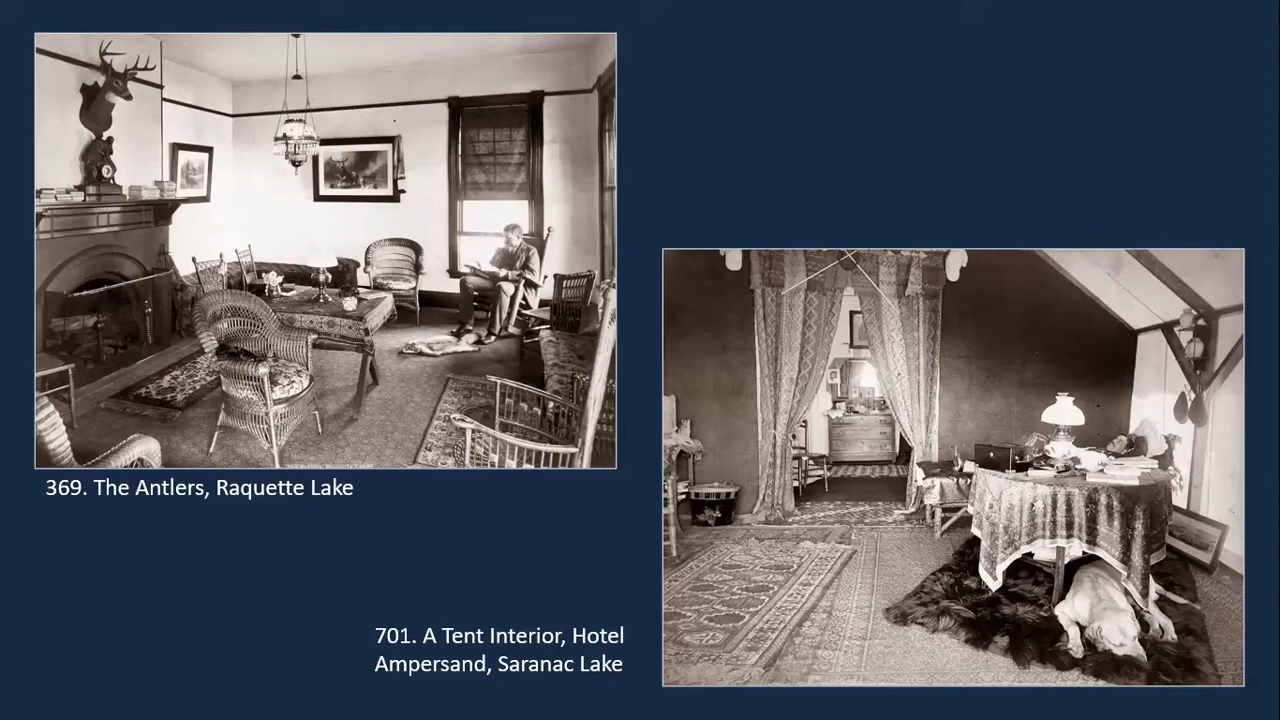 369. The Antlers, Raquette Lake
701. A Tent Interior, Hotel
Ampersand, Saranac Lake